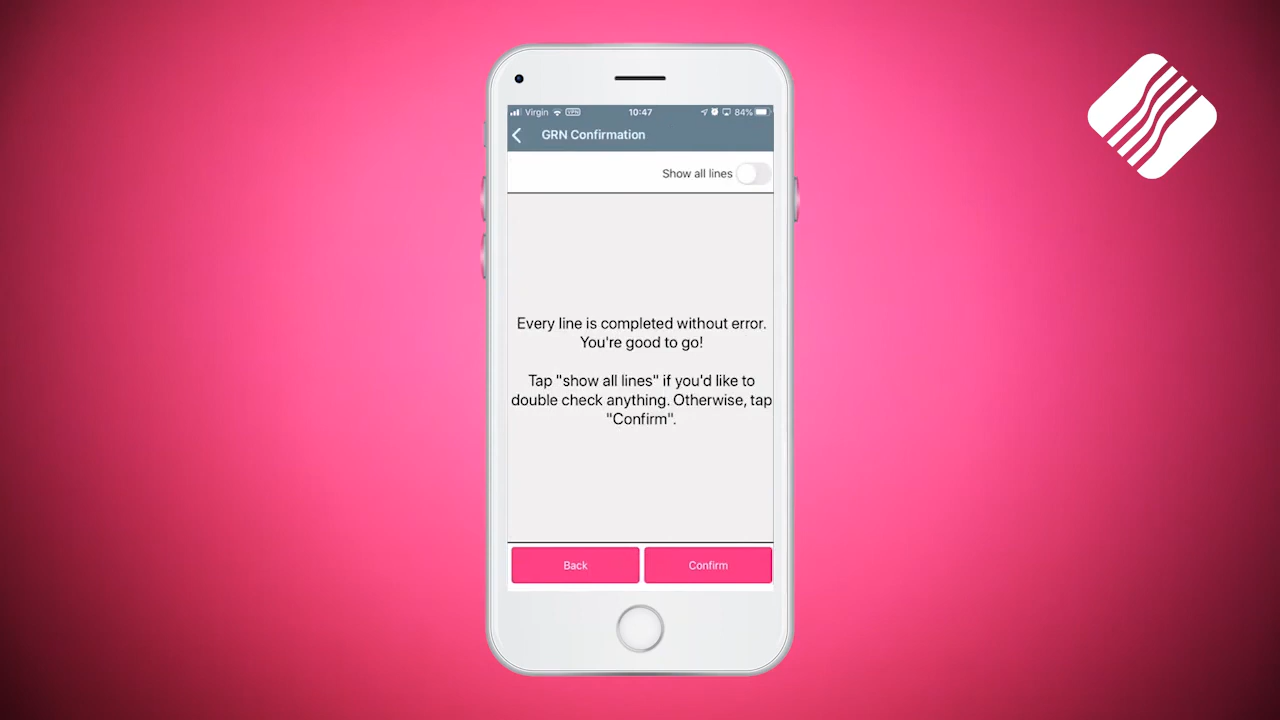 Virgin VPN 10:47 84%
GRN Confirmation
Show all lines
Every line is completed without error.
You're good to go!
Tap "show all lines" if you'd like to
double check anything. Otherwise, tap
"Confirm".
Back Confirm